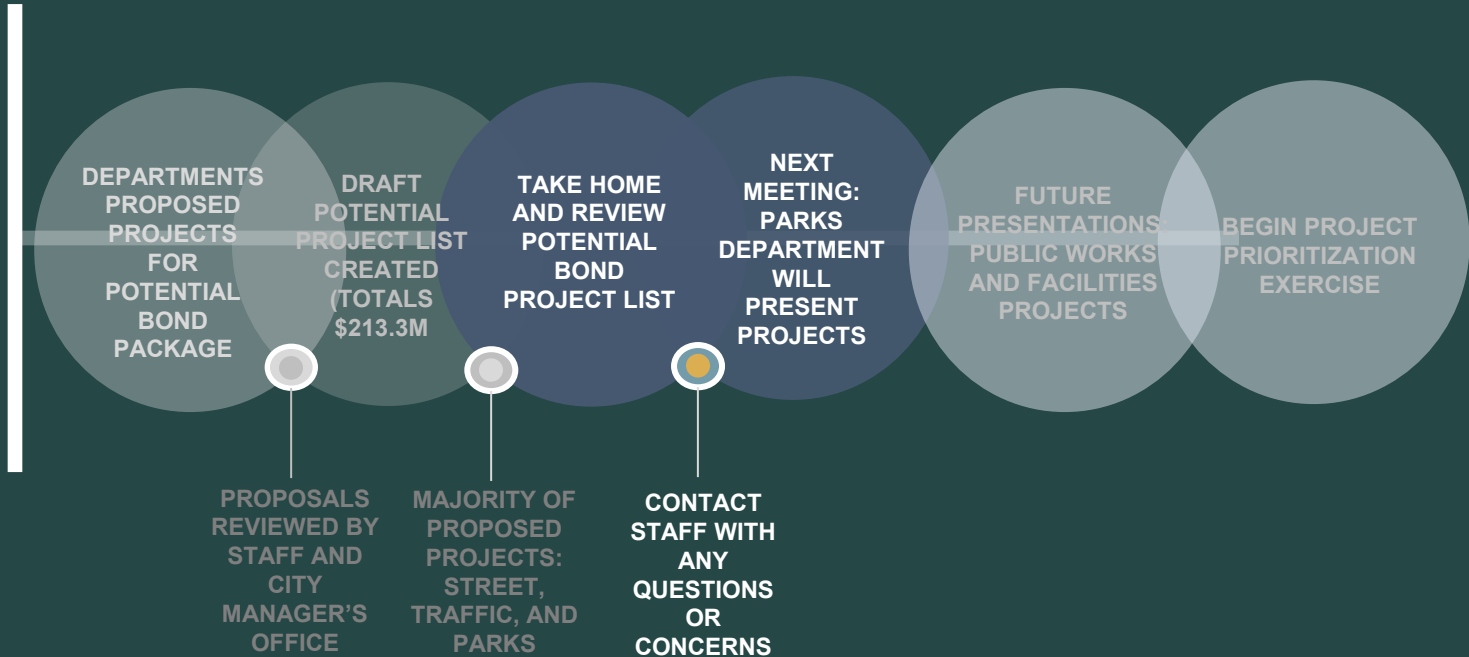 DEPARTMENTS
PROPOSED
PROJECTS
FOR
POTENTIAL
BOND
PACKAGE
DRAFT
POTENTIAL
PROJECT LIST
CREATED
(TOTALS
$213.3M
TAKE HOME
AND REVIEW
POTENTIAL
BOND
PROJECT LIST
NEXT
MEETING:
PARKS
DEPARTMENT
WILL
PRESENT
PROJECTS
FUTURE
PRESENTATIONS:
PUBLIC WORKS
AND FACILITIES
PROJECTS
BEGIN PROJECT
PRIORITIZATION
EXERCISE
PROPOSALS
REVIEWED BY
STAFF AND
CITY
MANAGER’S
OFFICE
MAJORITY OF
PROPOSED
PROJECTS:
STREET,
TRAFFIC, AND
PARKS
CONTACT
STAFF WITH
ANY
QUESTIONS
OR
CONCERNS